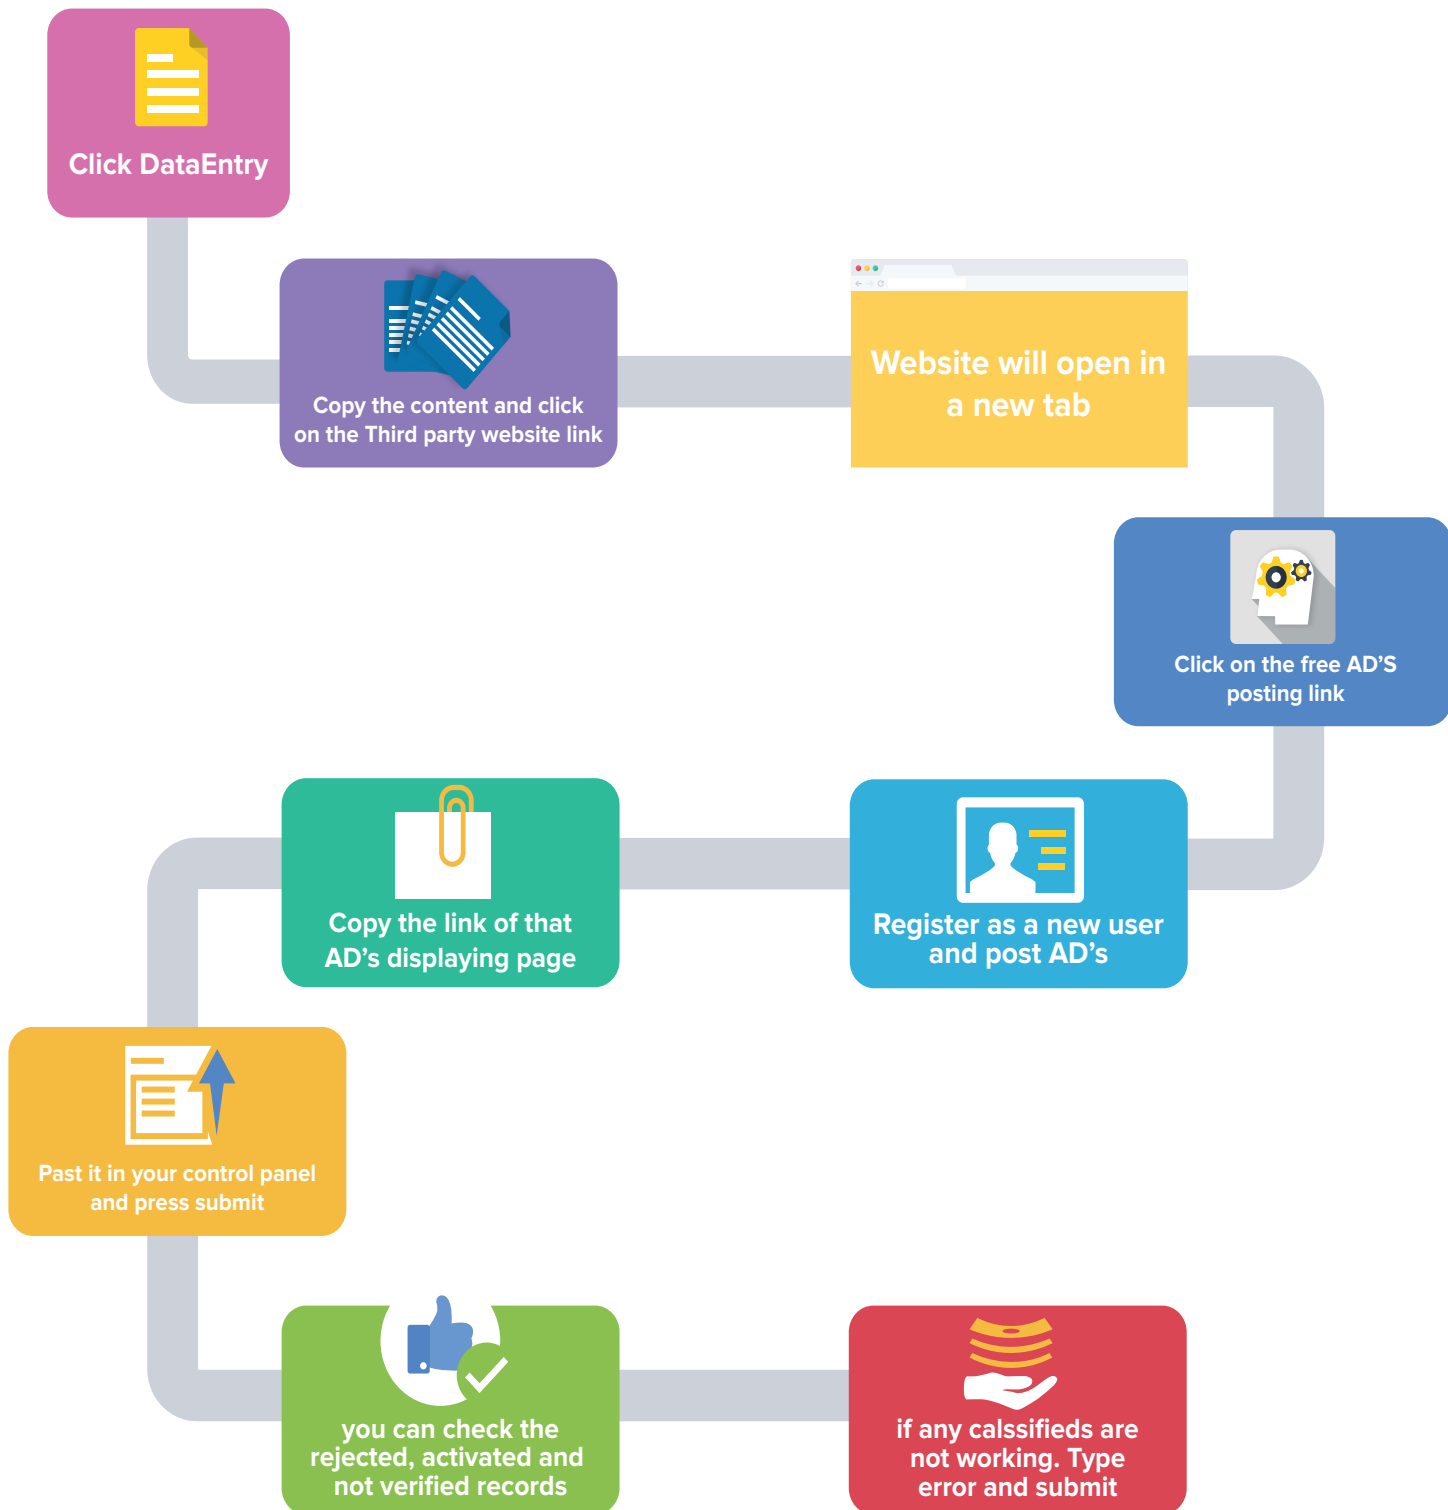 Click DataEntry
Copy the content and click
on the Third party website link
Website will open in
a new tab
Click on the free AD'S
posting link
Register as a new user
and post AD's
Copy the link of that
AD's displaying page
Past it in your control panel
and press submit
you can check the
rejected, activated and
not verified records
if any calssifieds are
not working. Type
error and submit